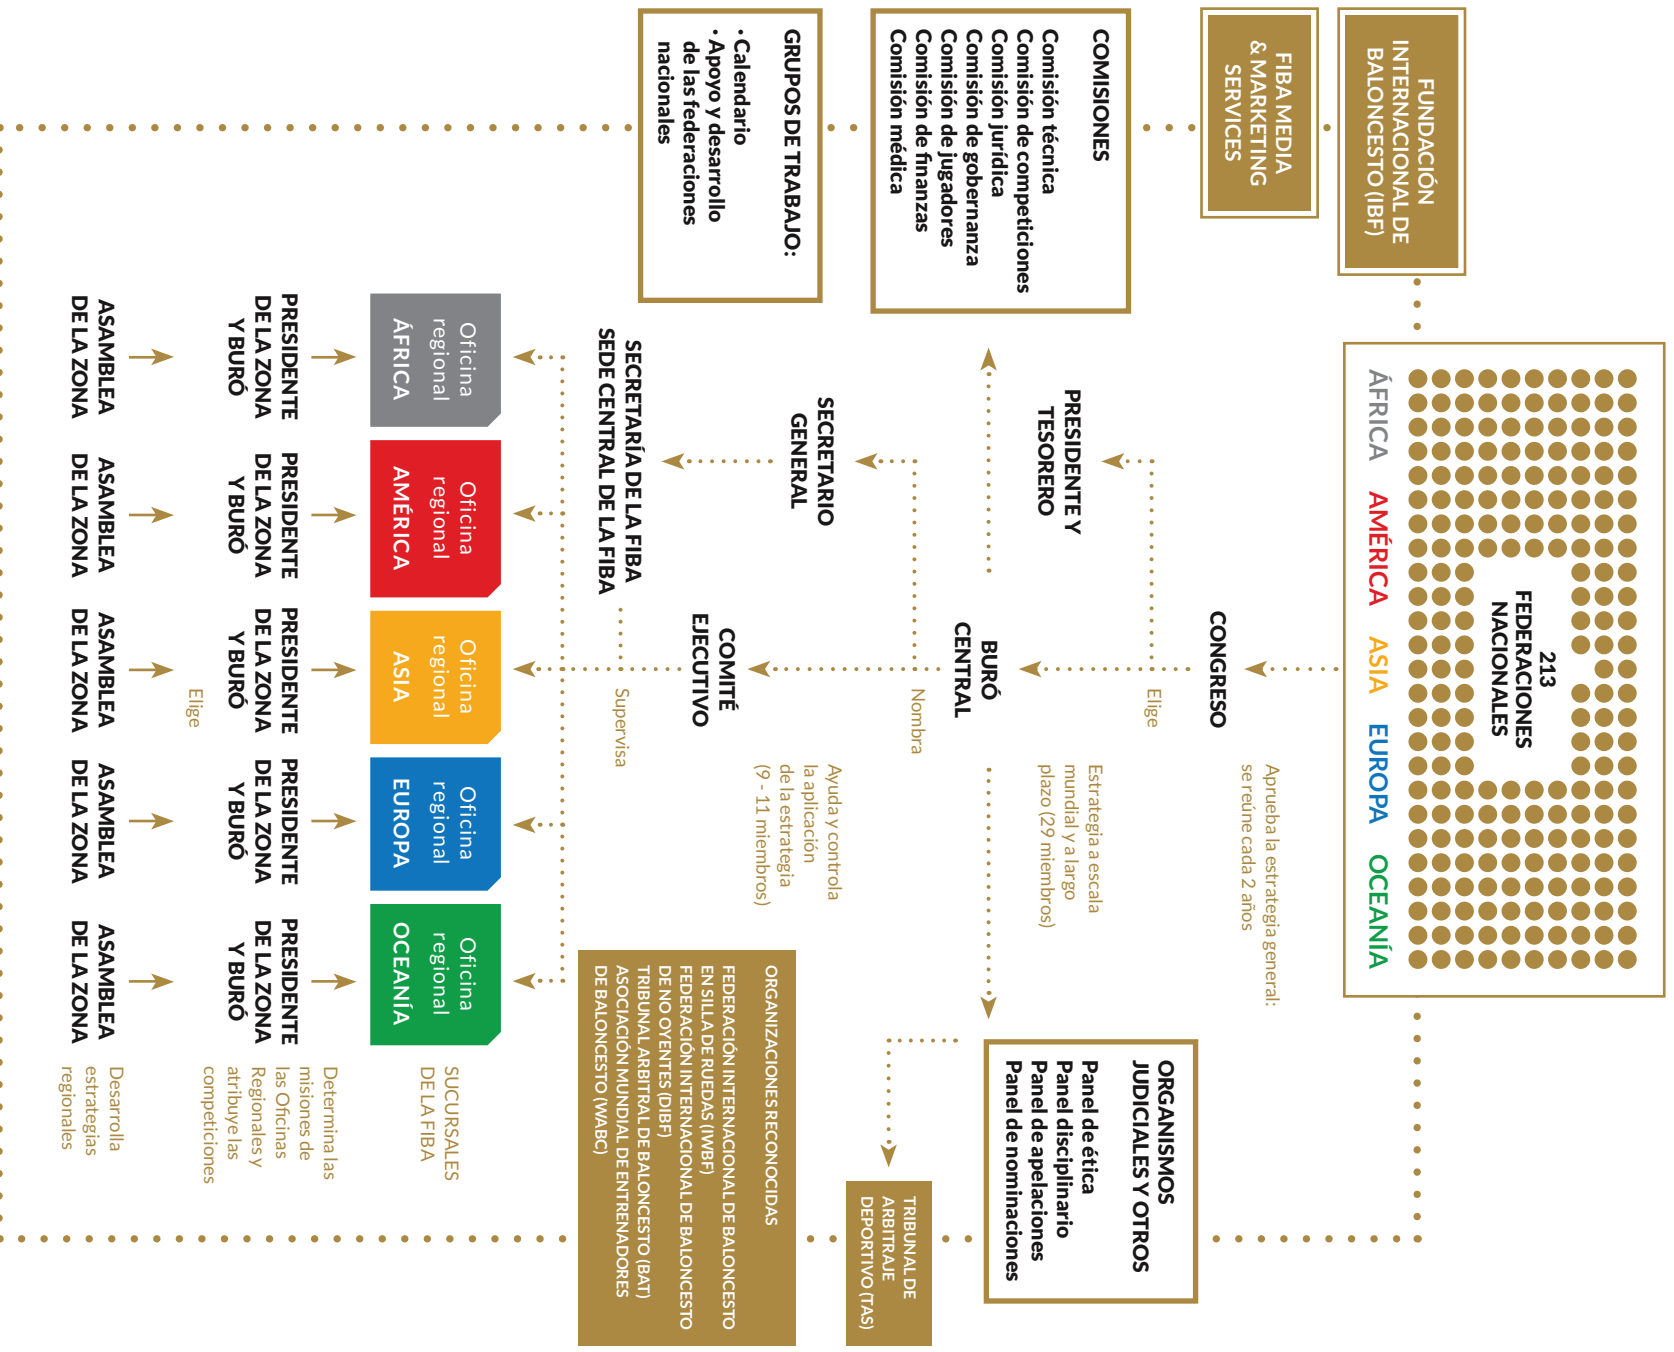 FUNDACIÓN
INTERNACIONAL DE
BALONCESTO (IBF)
FIBA MEDIA
& MARKETING
SERVICES
COMISIONES
Comisión técnica
Comisión de competiciones
Comisión jurídica
Comisión de gobernanza
Comisión de jugadores
Comisión de finanzas
Comisión médica
GRUPOS DE TRABAJO:
• Calendario
• Apoyo y desarrollo
de las federaciones
nacionales
213
FEDERACIONES
NACIONALES
ÁFRICA
AMÉRICA
ASIA
EUROPA
OCEANÍA
CONGRESO
Aprueba la estrategia general:
se reúne cada 2 años
Elige
PRESIDENTE Y
TESORERO
BURÓ
CENTRAL
Estrategia a escala
mundial y a largo
plazo (29 miembros)
Nombra
SECRETARIO
GENERAL
COMITÉ
EJECUTIVO
Ayuda y controla
la aplicación
de la estrategia
(9 - 11 miembros)
SECRETARÍA DE LA FIBA
SEDE CENTRAL DE LA FIBA
Supervisa
ORGANISMOS
JUDICIALES Y OTROS
Panel de ética
Panel disciplinario
Panel de apelaciones
Panel de nominaciones
TRIBUNAL DE
ARBITRAJE
DEPORTIVO (TAS)
ORGANIZACIONES RECONOCIDAS
FEDERACIÓN INTERNACIONAL DE BALONCESTO
EN SILLA DE RUEDAS (IWBF)
FEDERACIÓN INTERNACIONAL DE BALONCESTO
DE NO OYENTES (DIBF)
TRIBUNAL ARBITRAL DE BALONCESTO (BAT)
ASOCIACIÓN MUNDIAL DE ENTRENADORES
DE BALONCESTO (WABC)
Oficina
regional
ÁFRICA
Oficina
regional
AMÉRICA
Oficina
regional
ASIA
Oficina
regional
EUROPA
Oficina
regional
OCEANÍA
SUCURSALES
DE LA FIBA
PRESIDENTE
DE LA ZONA
Y BURÓ
PRESIDENTE
DE LA ZONA
Y BURÓ
PRESIDENTE
DE LA ZONA
Y BURÓ
PRESIDENTE
DE LA ZONA
Y BURÓ
PRESIDENTE
DE LA ZONA
Y BURÓ
Determina las
misiones de
las Oficinas
Regionales y
atribuye las
competiciones
Elige
ASAMBLEA
DE LA ZONA
ASAMBLEA
DE LA ZONA
ASAMBLEA
DE LA ZONA
ASAMBLEA
DE LA ZONA
ASAMBLEA
DE LA ZONA
Desarrolla
estrategias
regionales